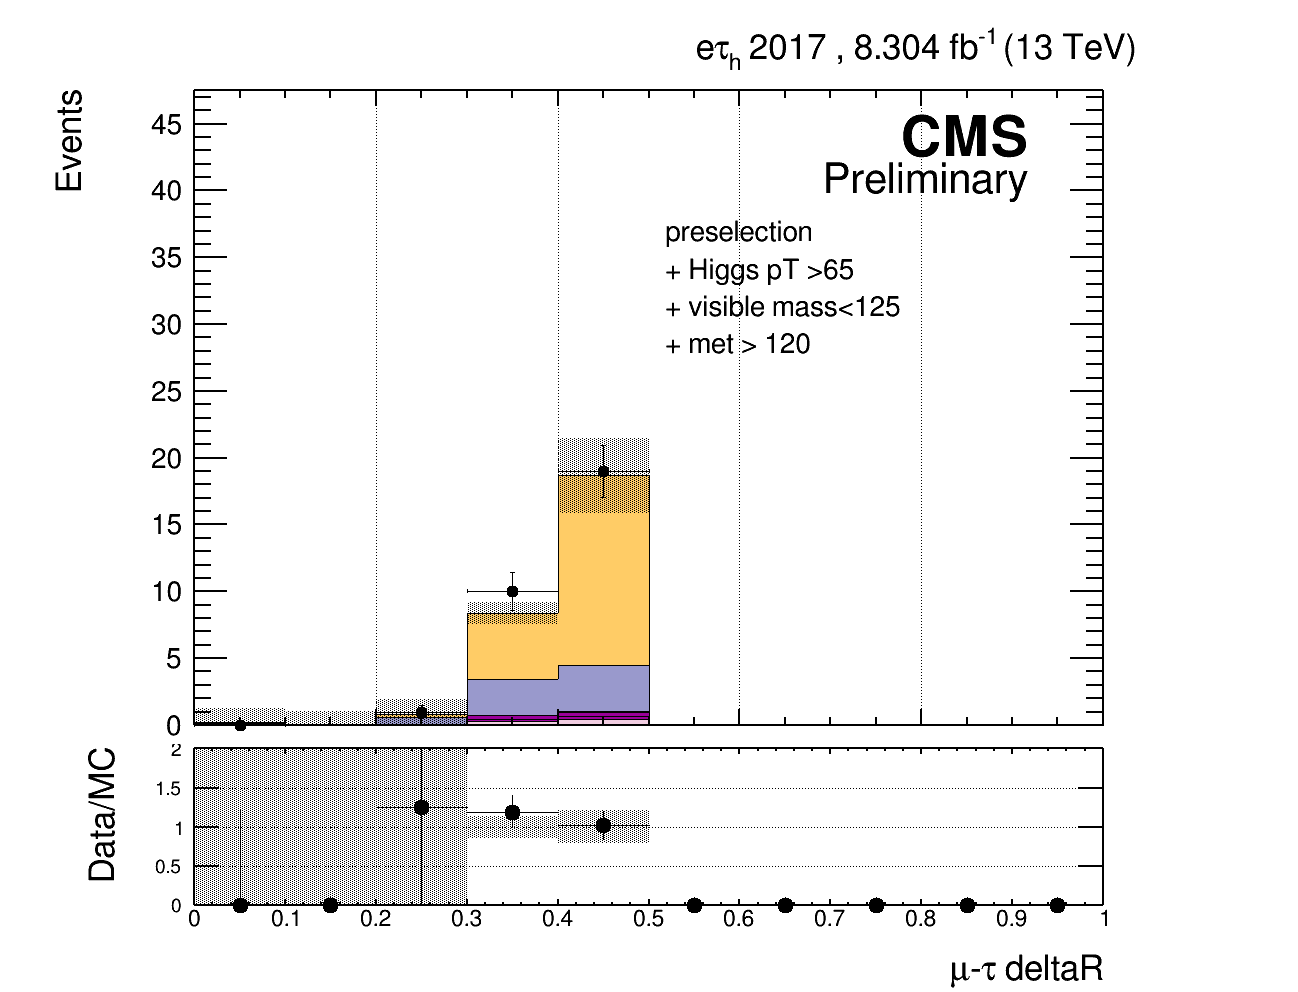 eτh 2017 , 8.304 fb-1 (13 TeV)
Events
45
40
35
30
25
20
15
10
5
0
CMS
Preliminary
preselection
+ Higgs pT >65
+ visible mass<125
+ met > 120
Data/MC
2
1.5
1
0.5
0
0 0.1 0.2 0.3 0.4 0.5 0.6 0.7 0.8 0.9 1
μ-τ deltaR